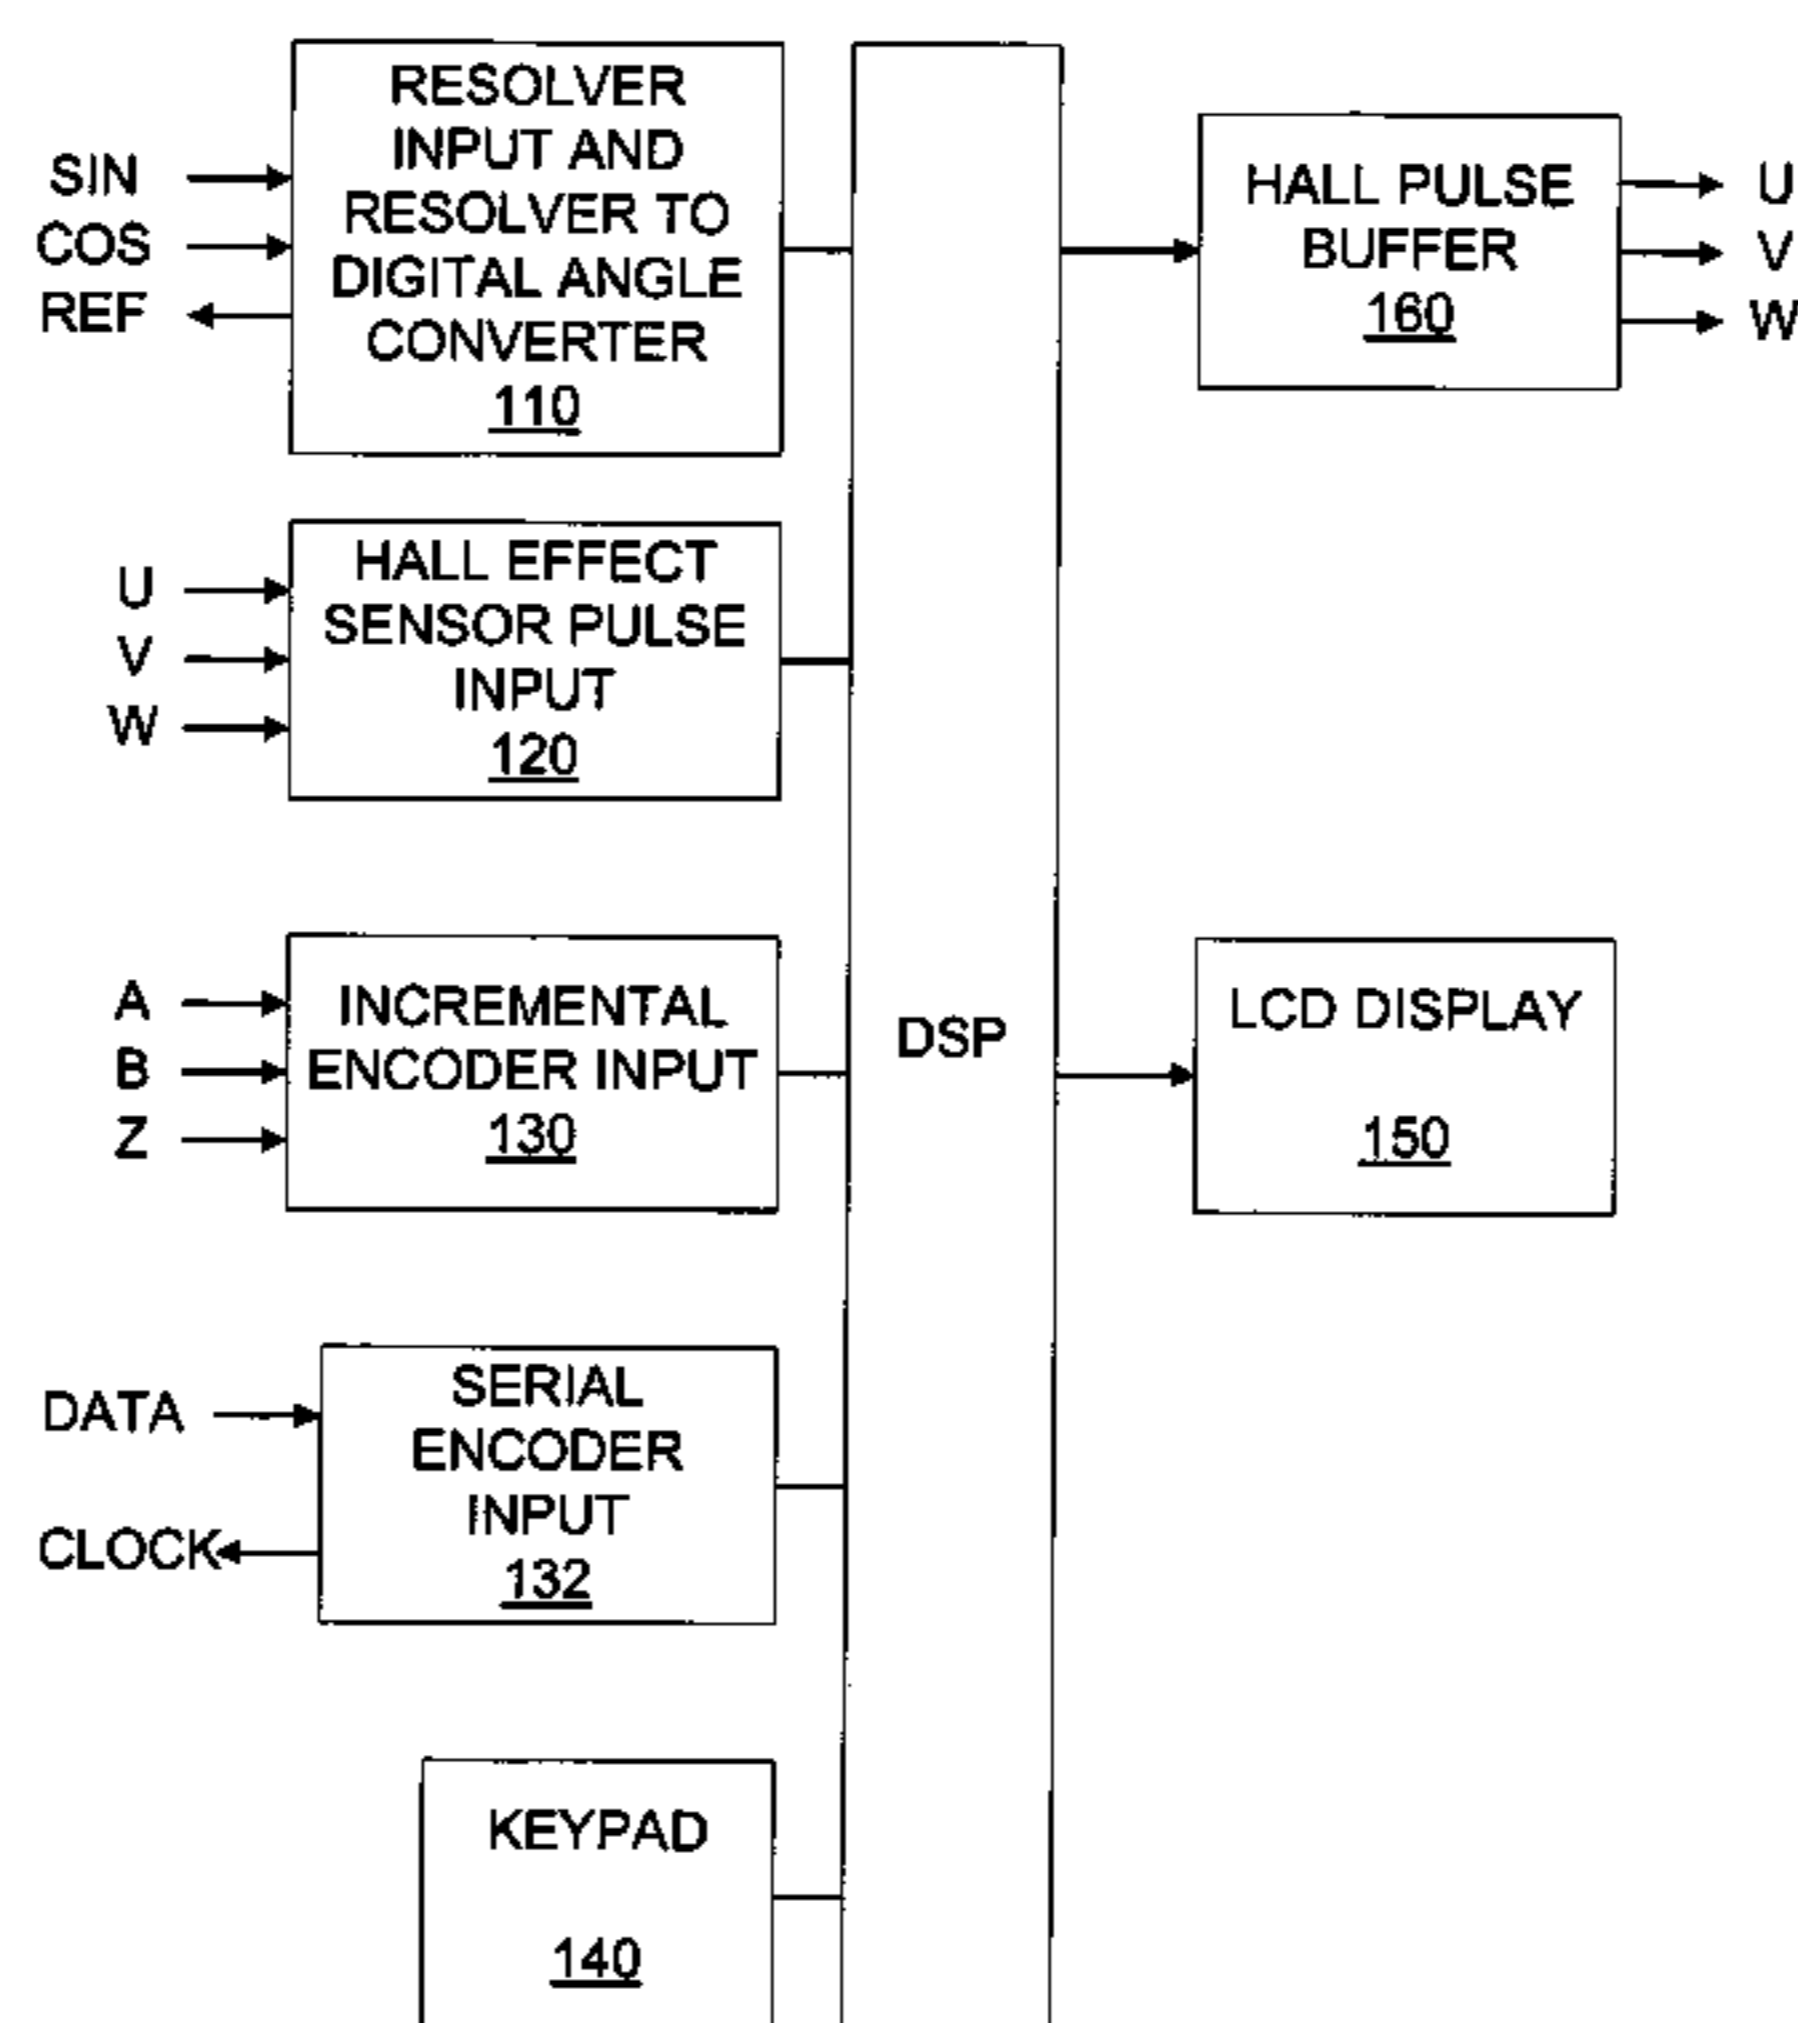 SIN
COS
REF
RESOLVER
INPUT AND
RESOLVER TO
DIGITAL ANGLE
CONVERTER
110
U
V
W
HALL EFFECT
SENSOR PULSE
INPUT
120
A
B
Z
INCREMENTAL
ENCODER INPUT
130
DATA
CLOCK
SERIAL
ENCODER
INPUT
132
KEYPAD
140
DSP
HALL PULSE
BUFFER
160
U
V
W
LCD DISPLAY
150